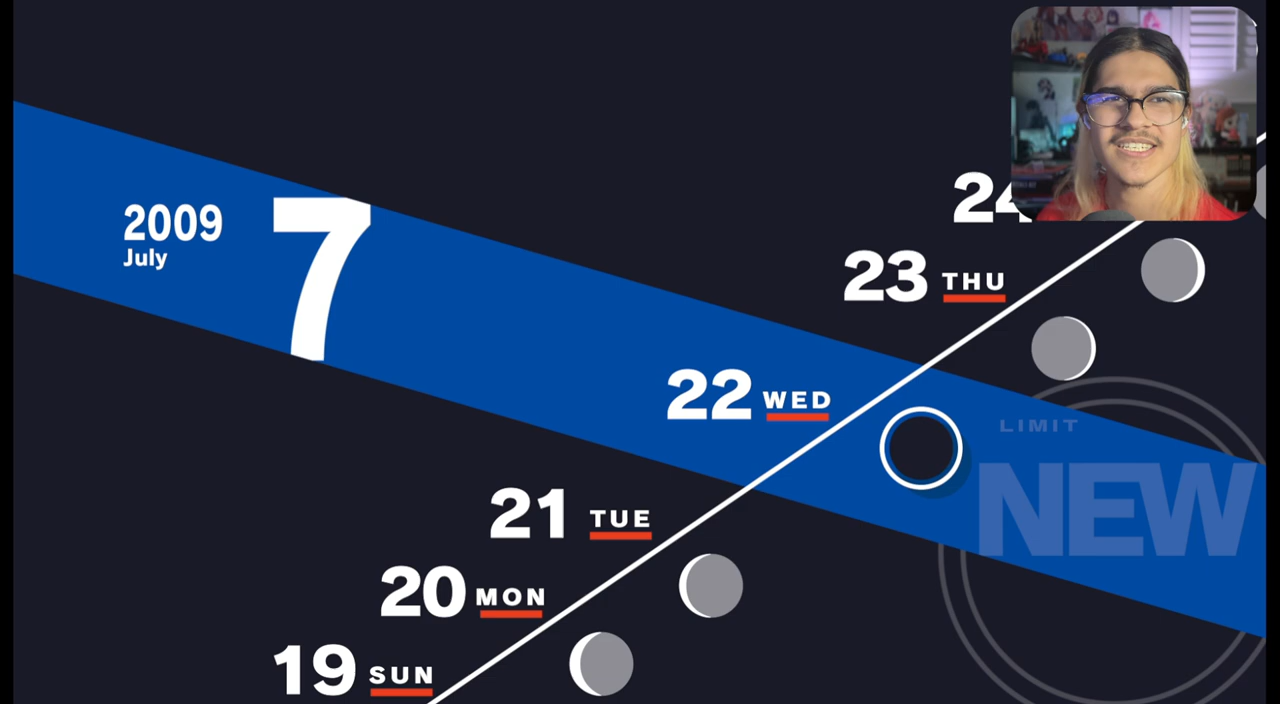 2009
July
7
24
23 THU
22 WED
LIMIT
NEW
21 TUE
20 MON
19 SUN